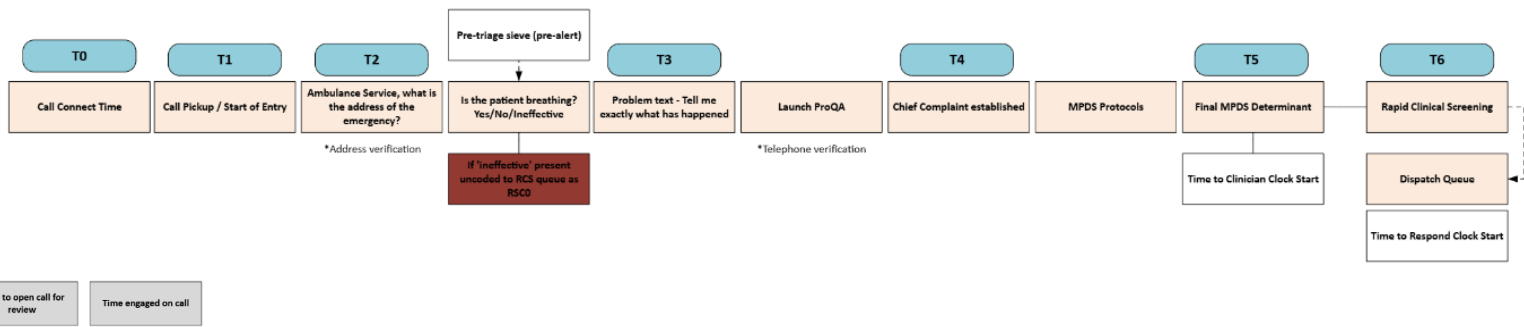 Pre-triage sieve (pre-alert)
T0
T1
T2
T3
T4
T5
T6
Call Connect Time
Call Pickup / Start of Entry
Ambulance Service, what is
the address of the
emergency?
Is the patient breathing?
Yes/No/Ineffective
Problem text - Tell me
exactly what has happened
Launch ProQA
Chief Complaint established
MPDS Protocols
Final MPDS Determinant
Rapid Clinical Screening
*Address verification
*Telephone verification
If 'ineffective' present
uncoded to RCS queue as
RSC0
Time to Clinician Clock Start
Dispatch Queue
Time to Respond Clock Start
to open call for
review
Time engaged on call